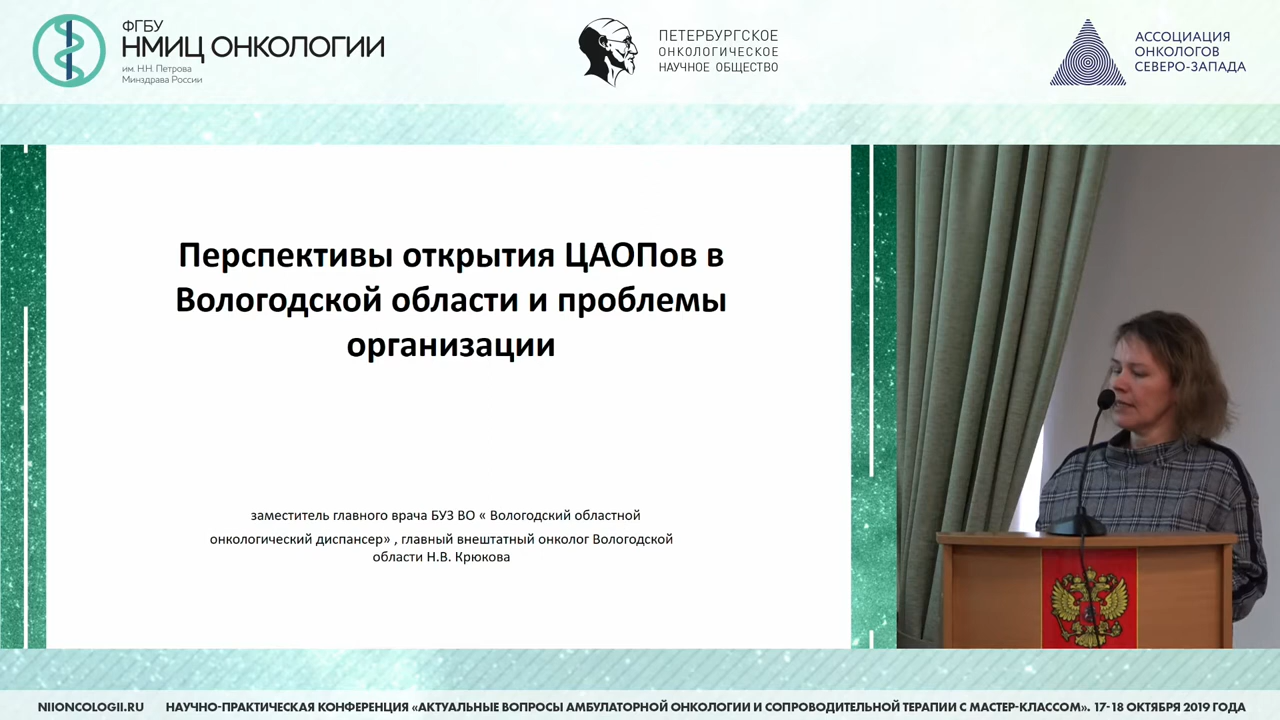 ФГБУ
НМИЦ ОНКОЛОГИИ
им. Н.Н. Петрова
Минздрава России
ПЕТЕРБУРГСКОЕ
ОНКОЛОГИЧЕСКОЕ
НАУЧНОЕ ОБЩЕСТВО
АССОЦИАЦИЯ
ОНКОЛОГОВ
СЕВЕРО-ЗАПАДА
Перспективы открытия ЦАОПов в
Вологодской области и проблемы
организации
заместитель главного врача БУЗ ВО « Вологодский областной
онкологический диспансер» , главный внештатный онколог Вологодской
области Н.В. Крюкова
NIIONCOLOGII.RU НАУЧНО-ПРАКТИЧЕСКАЯ КОНФЕРЕНЦИЯ «АКТУАЛЬНЫЕ ВОПРОСЫ АМБУЛАТОРНОЙ ОНКОЛОГИИ И СОПРОВОДИТЕЛЬНОЙ ТЕРАПИИ С МАСТЕР-КЛАССОМ». 17-18 ОКТЯБРЯ 2019 ГОДА